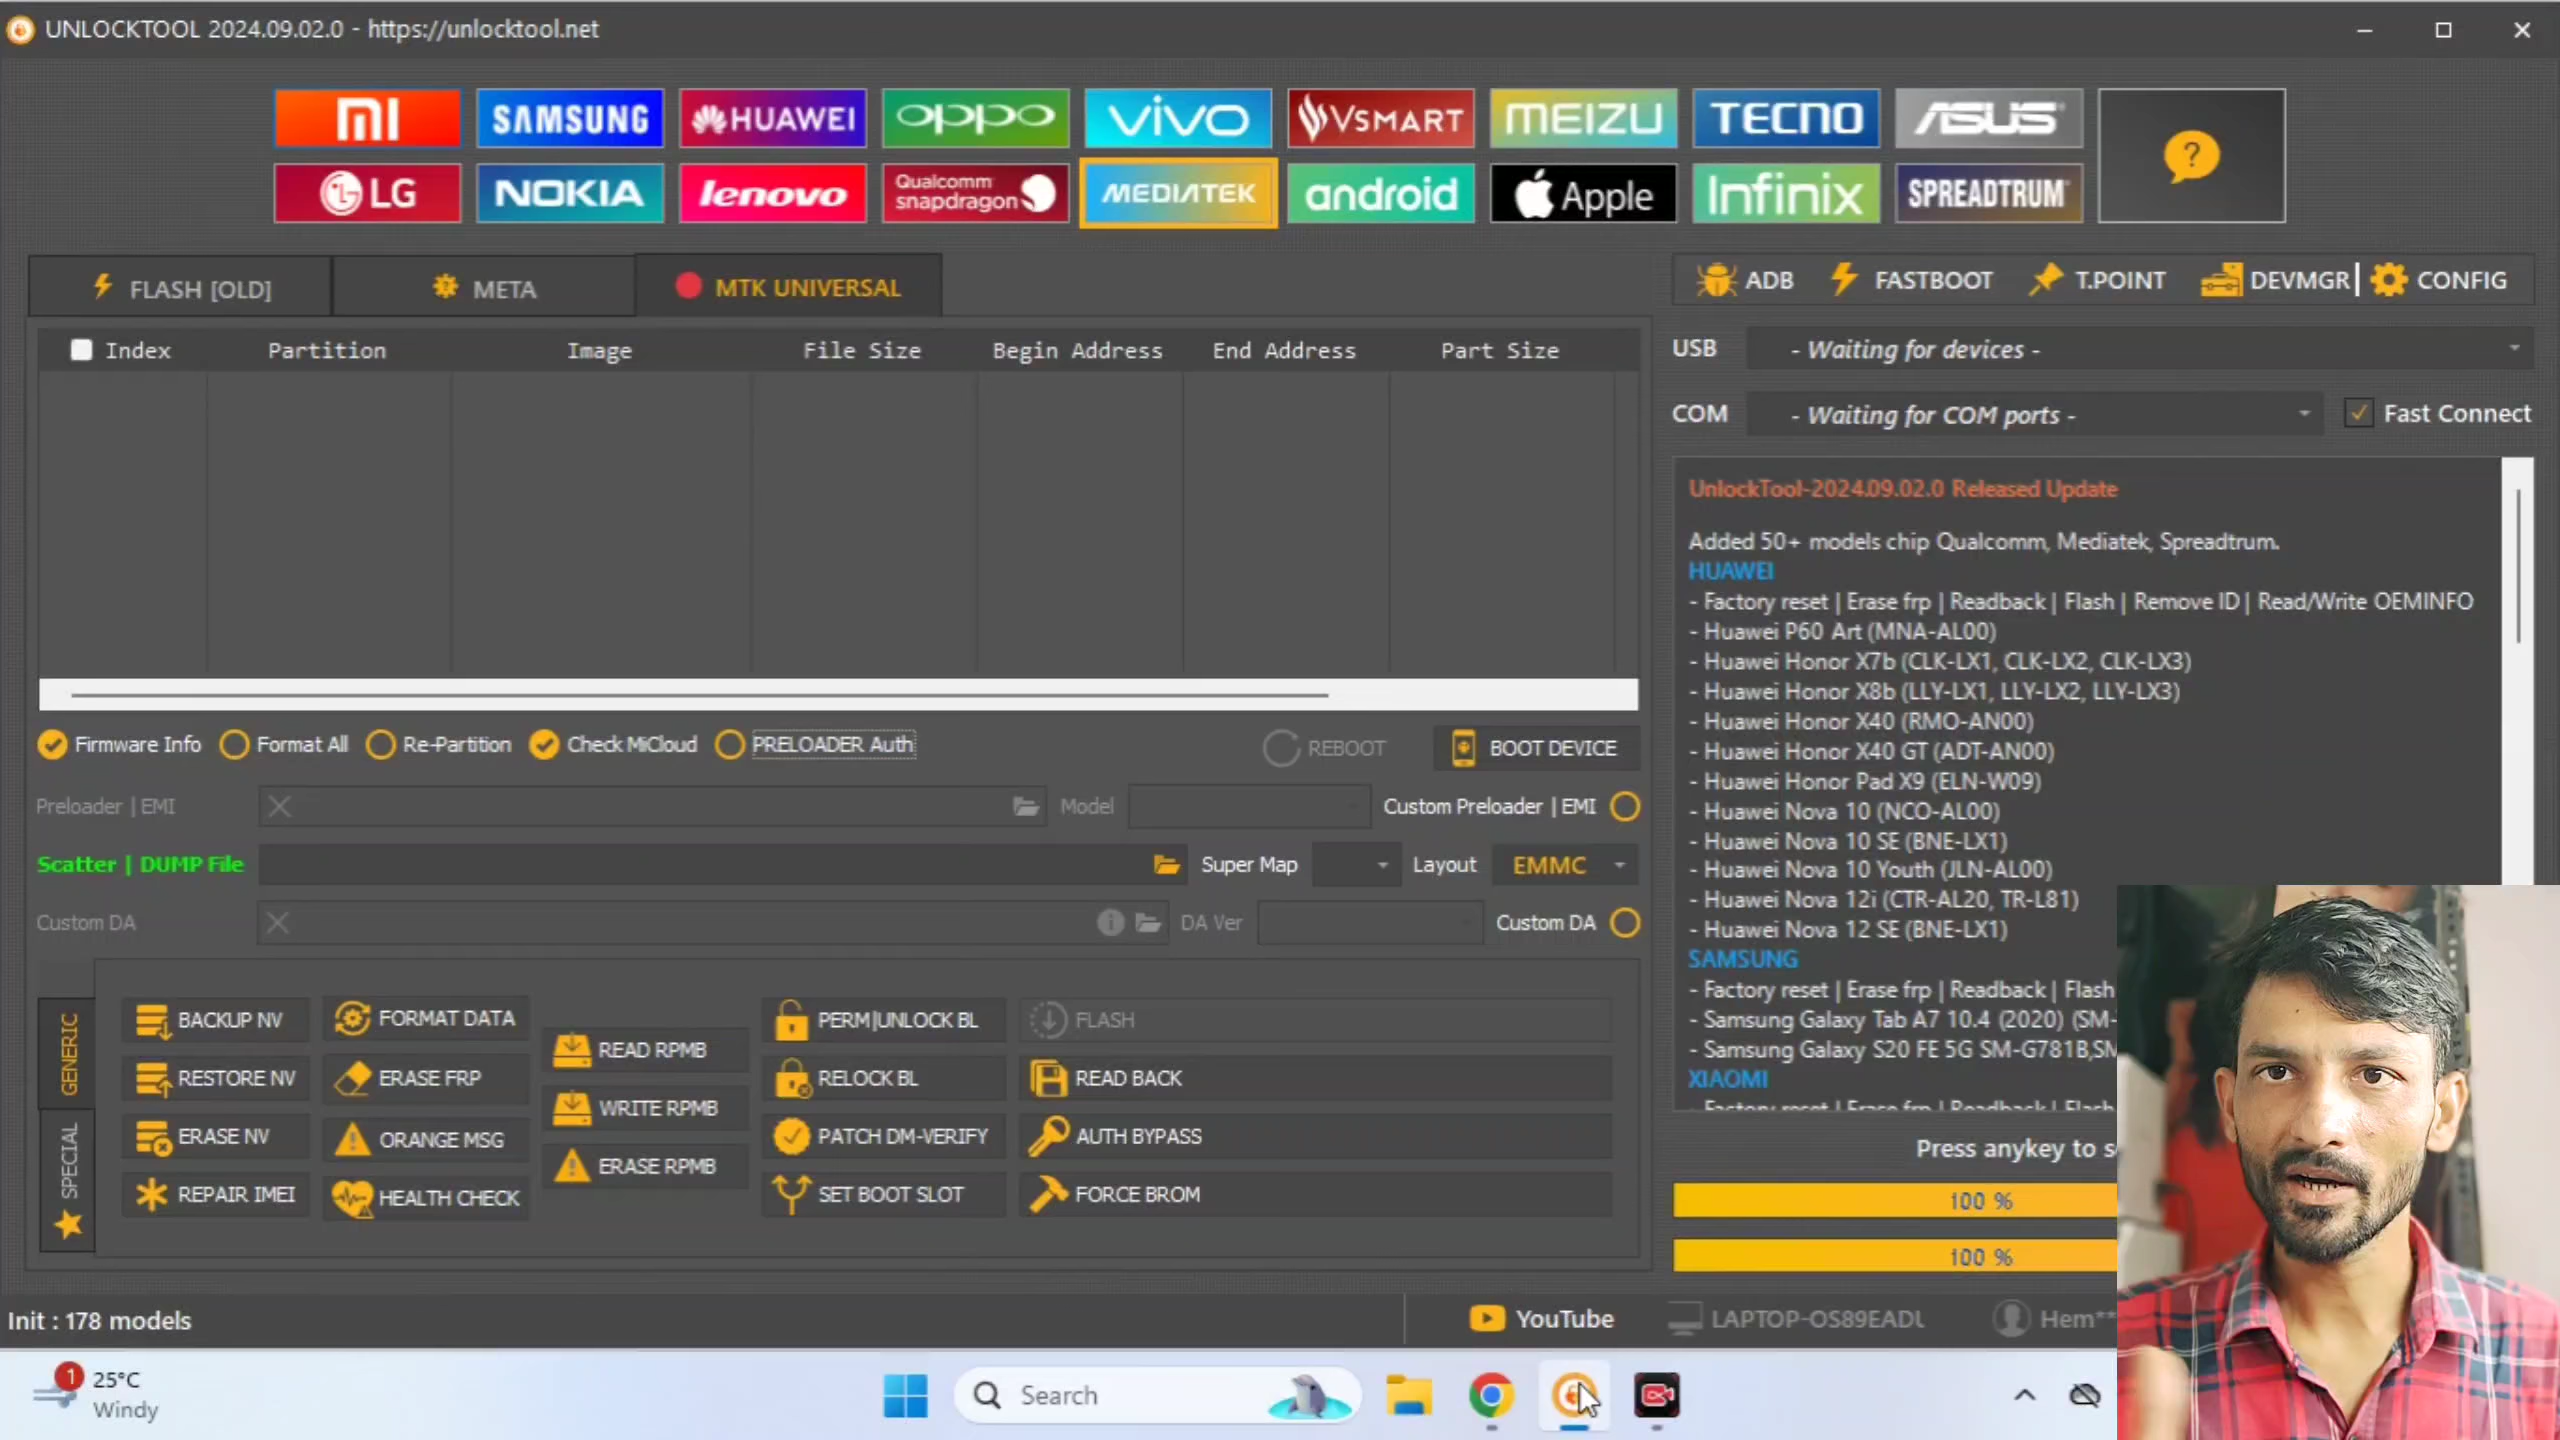 UNLOCKTOOL 2024.09.02.0 - https://unlocktool.net
MI SAMSUNG HUAWEI oppo vivo VSMART MEIZU TECNO ASUS ?
LG NOKIA lenovo Qualcomm snapdragon MEDIATEK android Apple Infinix SPREADTRUM
FLASH [OLD] META MTK UNIVERSAL
ADB FASTBOOT T.POINT DEVMGR CONFIG
Index Partition Image File Size Begin Address End Address Part Size
USB - Waiting for devices -
COM - Waiting for COM ports - Fast Connect
UnlockTool-2024.09.02.0 Released Update
Added 50+ models chip Qualcomm, Mediatek, Spreadtrum.
HUAWEI
- Factory reset | Erase frp | Readback | Flash | Remove ID | Read/Write OEMINFO
- Huawei P60 Art (MNA-AL00)
- Huawei Honor X7b (CLK-LX1, CLK-LX2, CLK-LX3)
- Huawei Honor X8b (LLY-LX1, LLY-LX2, LLY-LX3)
- Huawei Honor X40 (RMO-AN00)
- Huawei Honor X40 GT (ADT-AN00)
- Huawei Honor Pad X9 (ELN-W09)
- Huawei Nova 10 (NCO-AL00)
- Huawei Nova 10 SE (BNE-LX1)
- Huawei Nova 10 Youth (JLN-AL00)
- Huawei Nova 12i (CTR-AL20, TR-L81)
- Huawei Nova 12 SE (BNE-LX1)
SAMSUNG
- Factory reset | Erase frp | Readback | Flash
- Samsung Galaxy Tab A7 10.4 (2020) (SM-
- Samsung Galaxy S20 FE 5G SM-G781B,SM
XIAOMI
- Factory reset | Erase frp | Readback | Flash
Press anykey to s
100 %
100 %
Firmware Info Format All Re-Partition Check MiCloud PRELOADER Auth REBOOT BOOT DEVICE
Preloader | EMI Model Custom Preloader | EMI
Scatter | DUMP File Super Map Layout EMMC
Custom DA DA Ver Custom DA
GENERIC
SPECIAL
BACKUP NV FORMAT DATA PERM|UNLOCK BL FLASH
READ RPMB
RESTORE NV ERASE FRP RELOCK BL READ BACK
WRITE RPMB
ERASE NV ORANGE MSG PATCH DM-VERIFY AUTH BYPASS
ERASE RPMB
REPAIR IMEI HEALTH CHECK SET BOOT SLOT FORCE BROM
Init : 178 models YouTube LAPTOP-OS89EADL Hem**
1 25°C
Windy
Search